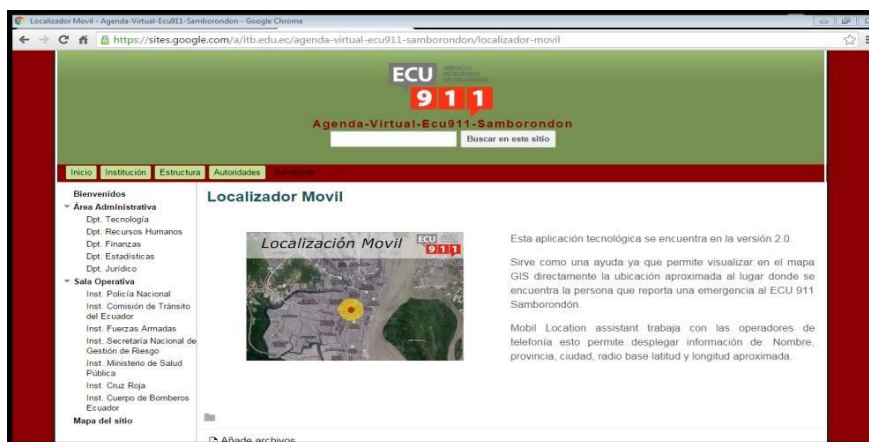 Localizador Movil - Agenda-Virtual-Ecu911-Samborondon - Google Chrome
https://sites.google.com/a/itb.edu.ec/agenda-virtual-ecu911-samborondon/localizador-movil
ECU SERVICIO
INTEGRADO
DE SEGURIDAD
911
Agenda-Virtual-Ecu911-Samborondon
Buscar en este sitio
Inicio Institución Estructura Autoridades Servicios
Bienvenidos
Área Administrativa
Dpt. Tecnología
Dpt. Recursos Humanos
Dpt. Finanzas
Dpt. Estadísticas
Dpt. Jurídico
Sala Operativa
Inst. Policía Nacional
Inst. Comisión de Tránsito
del Ecuador
Inst. Fuerzas Armadas
Inst. Secretaría Nacional de
Gestión de Riesgo
Inst. Ministerio de Salud
Pública
Inst. Cruz Roja
Inst. Cuerpo de Bomberos
Ecuador
Mapa del sitio
Localizador Movil
Localización Movil ECU
911
Esta aplicación tecnológica se encuentra en la versión 2.0.
Sirve como una ayuda ya que permite visualizar en el mapa
GIS directamente la ubicación aproximada al lugar donde se
encuentra la persona que reporta una emergencia al ECU 911
Samborondón.
Mobil Location assistant trabaja con las operadores de
telefonía esto permite desplegar información de: Nombre,
provincia, ciudad, radio base latitud y longitud aproximada.
Añade archivos